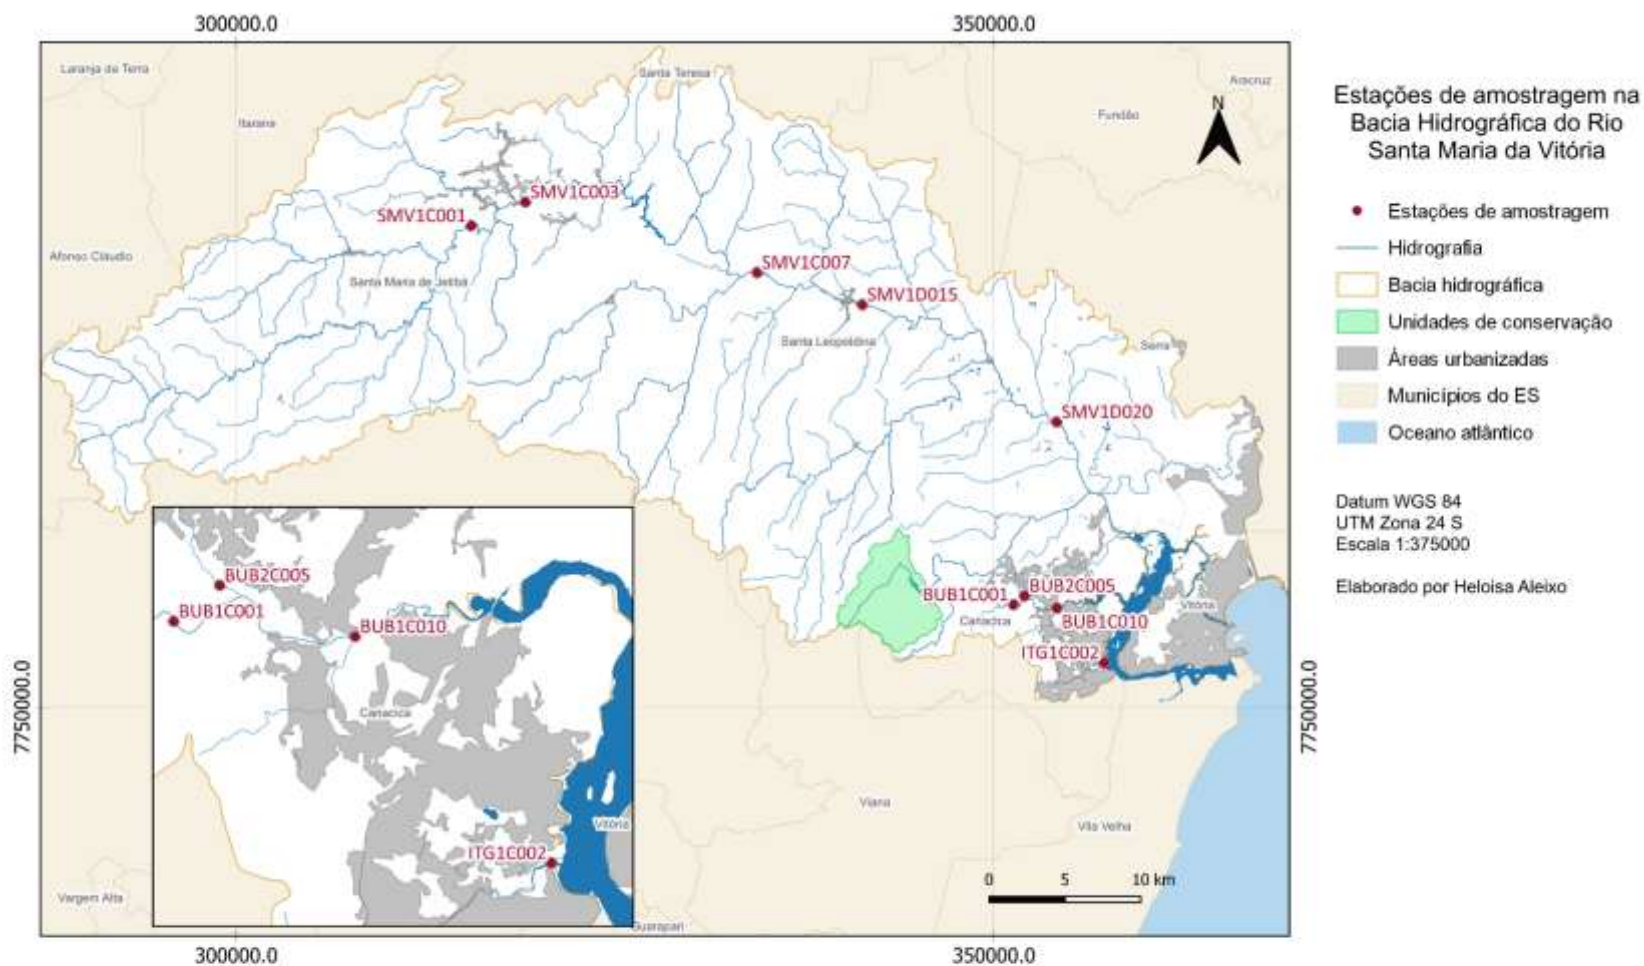 300000.0
350000.0
Laranja da Terra
Santa Teresa
Aracruz
Itarana
Fundão
N
SMV1C003
SMV1C001
Afonso Cláudio
SMV1C007
Santa Maria de Jetibá
SMV1D015
Santa Leopoldina
Serra
SMV1D020
BUB2C005
BUB1C001
Cariacica
BUB1C010
Vitória
ITG1C002
7750000.0
7750000.0
BUB2C005
BUB1C001
BUB1C010
Cariacica
Vitória
ITG1C002
Viana
Vila Velha
Vargem Alta
Guarapari
0
5
10 km
300000.0
350000.0
Estações de amostragem na
Bacia Hidrográfica do Rio
Santa Maria da Vitória
Estações de amostragem
Hidrografia
Bacia hidrográfica
Unidades de conservação
Áreas urbanizadas
Municípios do ES
Oceano atlântico
Datum WGS 84
UTM Zona 24 S
Escala 1:375000
Elaborado por Heloisa Aleixo